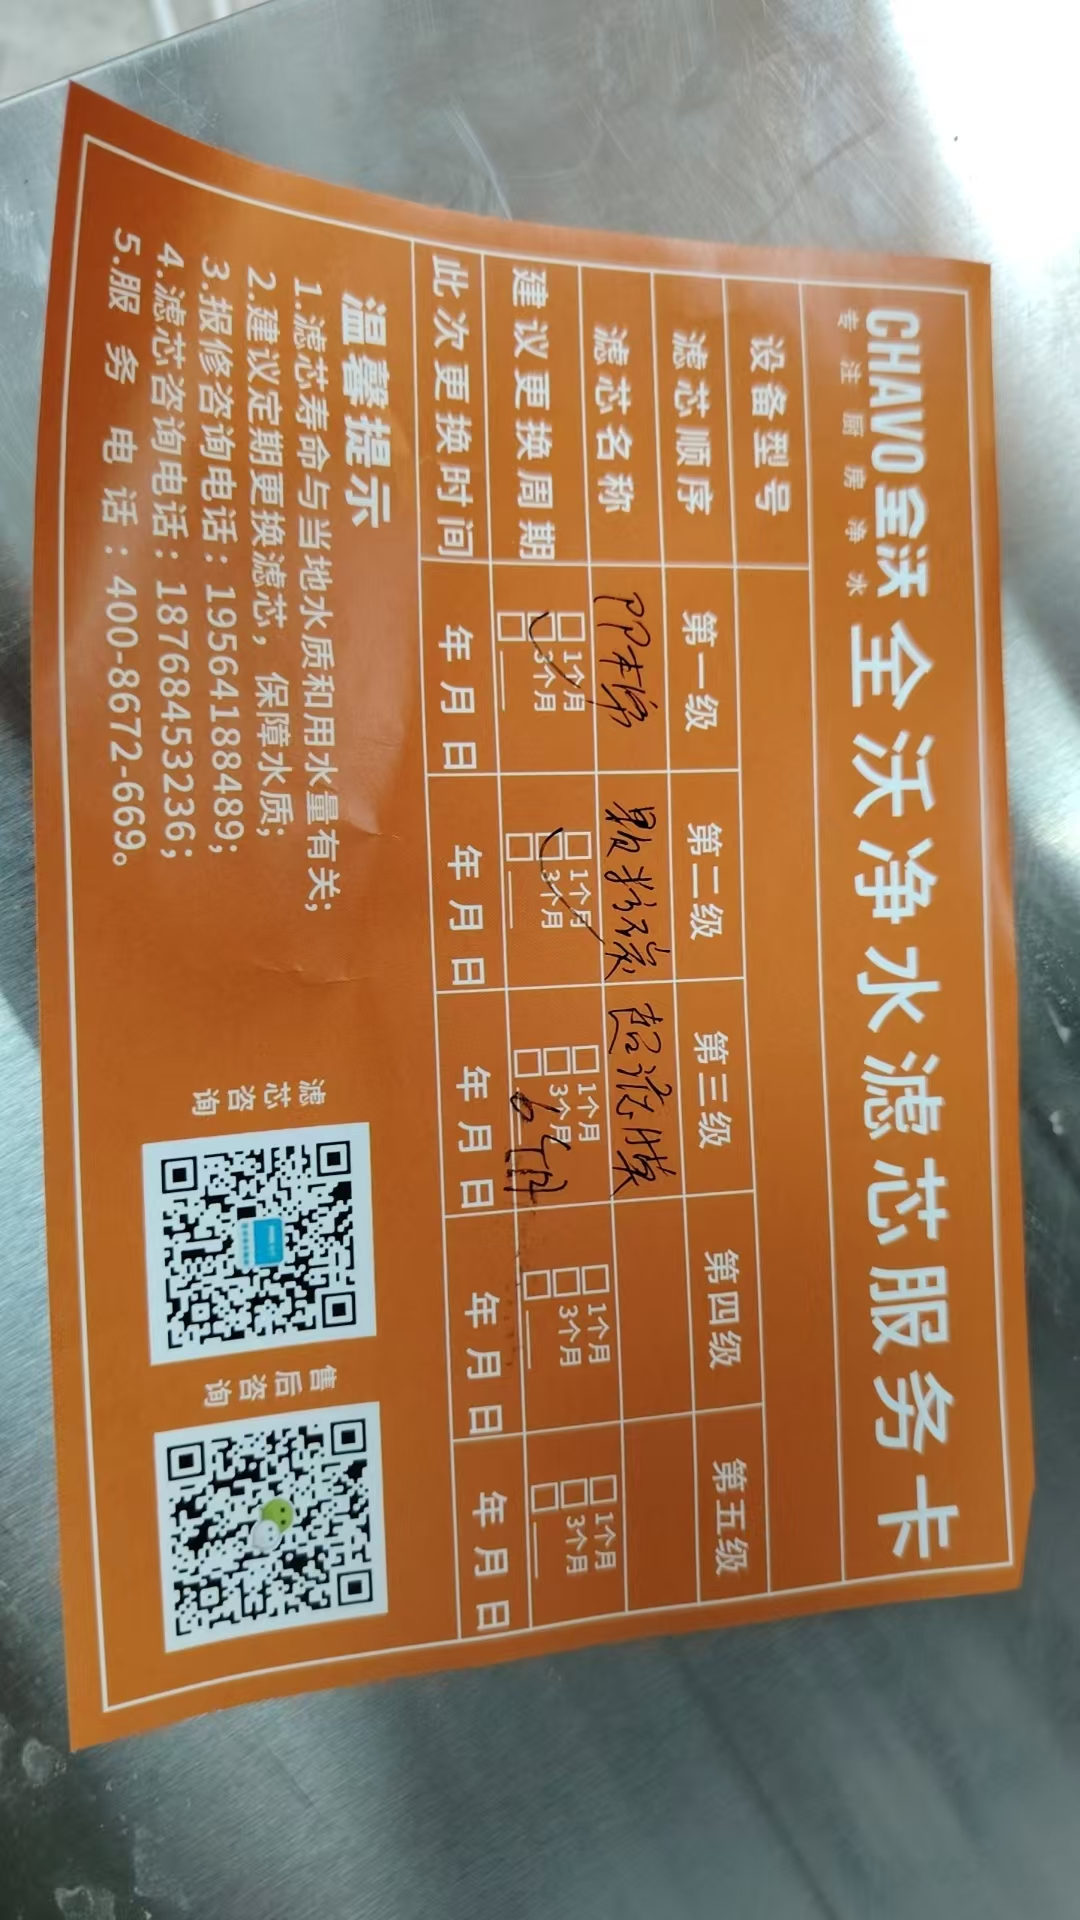 CHAVO全沃 全沃净水滤芯服务卡
专注厨房净水
设备型号
滤芯顺序 第一级 第二级 第三级 第四级 第五级
滤芯名称 PP棉 颗粒炭 超滤膜
建议更换周期 1个月 1个月 1个月 1个月 1个月
3个月 3个月 3个月 3个月 3个月
6个月
此次更换时间 年月日 年月日 年月日 年月日 年月日
温馨提示
1.滤芯寿命与当地水质和用水量有关;
2.建议定期更换滤芯，保障水质;
3.报修咨询电话：19564188489;
4.滤芯咨询电话：18768453236;
5.服务电话：400-8672-669。
滤芯咨询
售后咨询